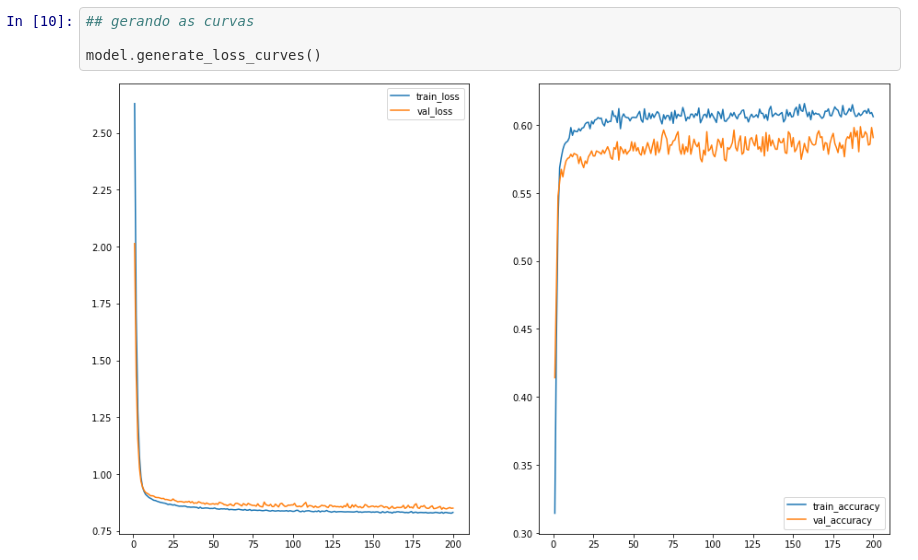 In [10]:
## gerando as curvas
model.generate_loss_curves()
train_loss
val_loss
2.50
2.25
2.00
1.75
1.50
1.25
1.00
0.75
0 25 50 75 100 125 150 175 200
0.60
0.55
0.50
0.45
0.40
0.35
0.30
train_accuracy
val_accuracy
0 25 50 75 100 125 150 175 200